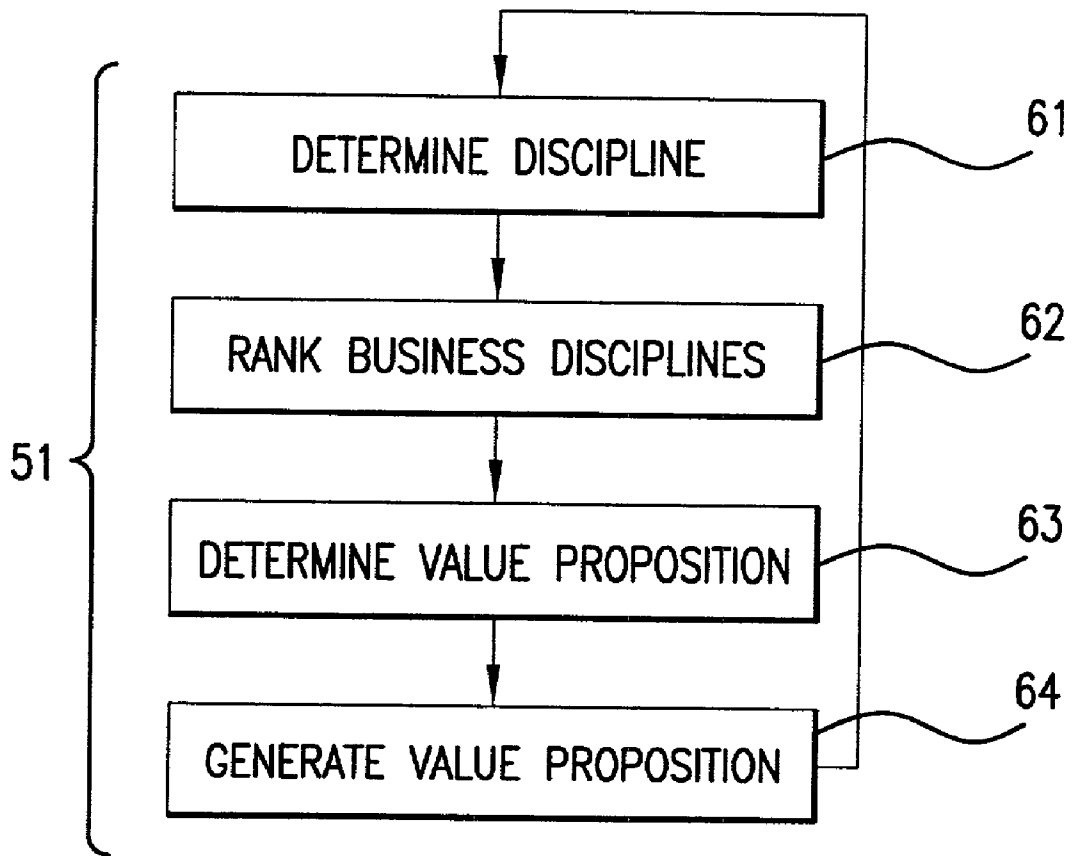 DETERMINE DISCIPLINE
61
RANK BUSINESS DISCIPLINES
62
51
DETERMINE VALUE PROPOSITION
63
GENERATE VALUE PROPOSITION
64